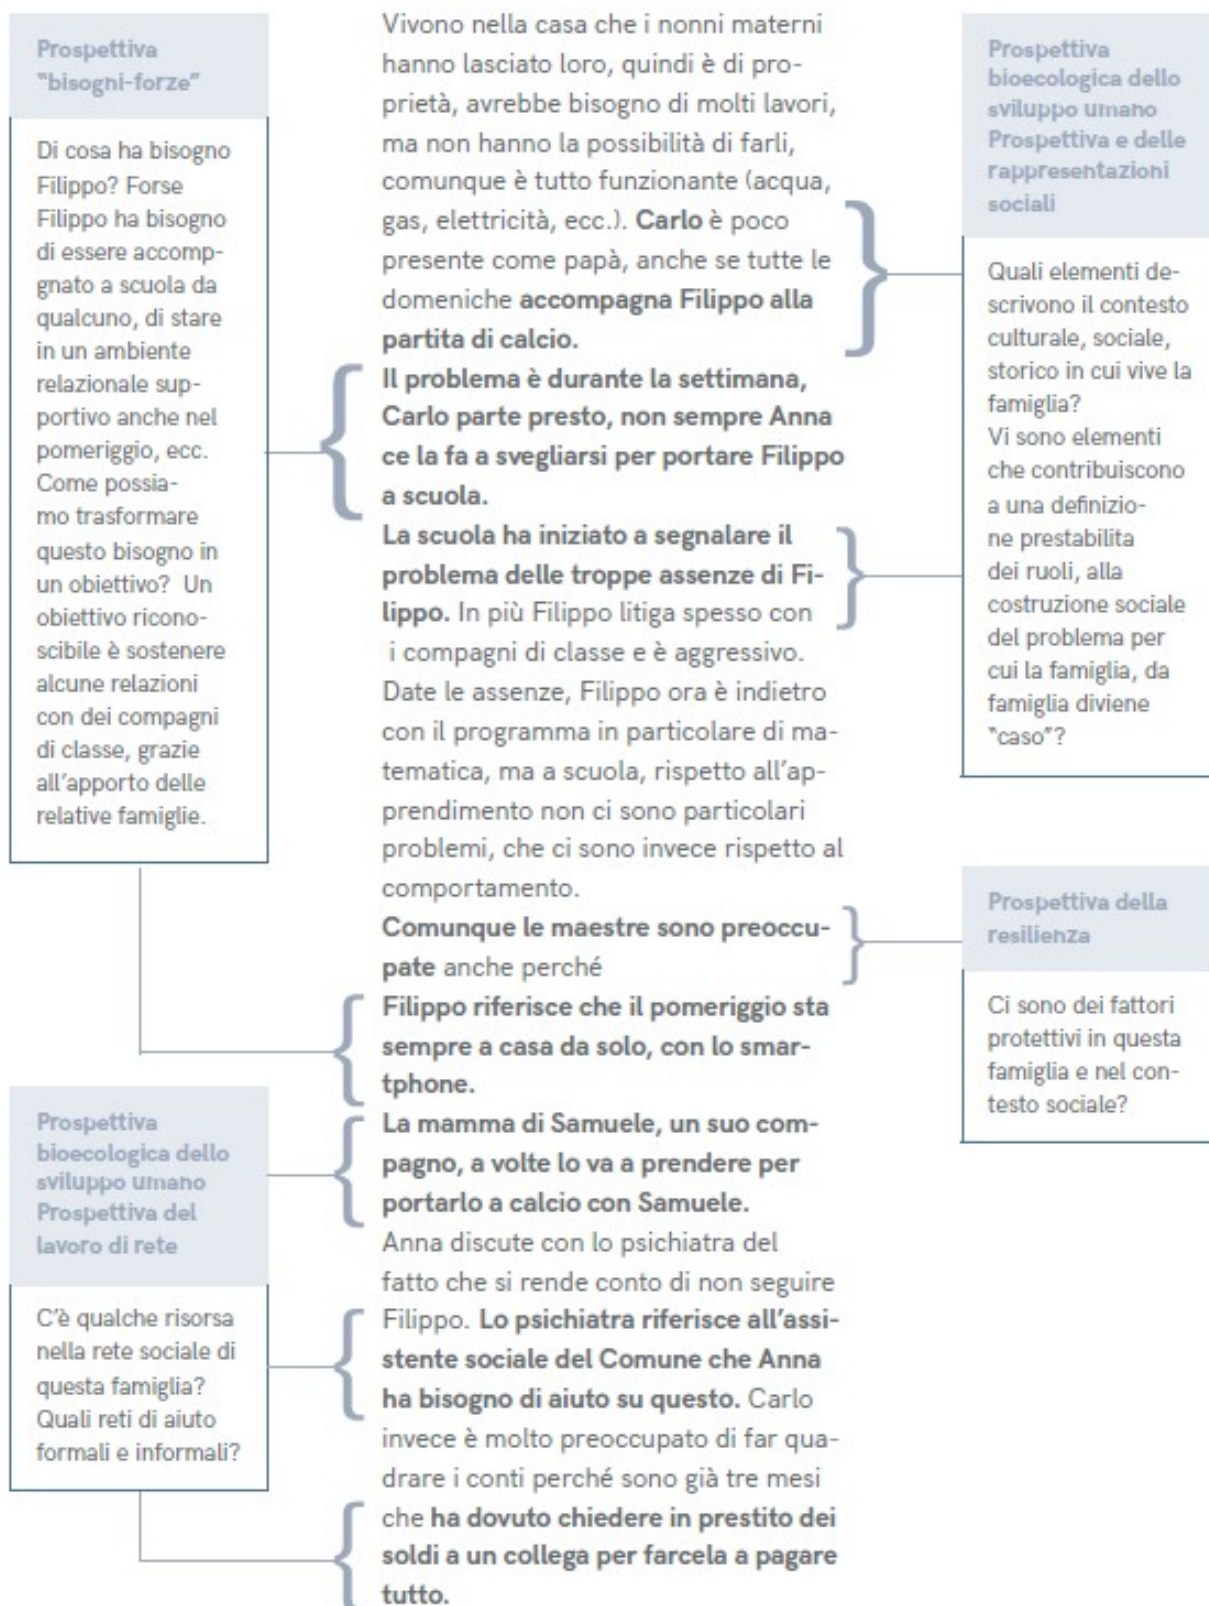 Prospettiva
"bisogni-forze"
Di cosa ha bisogno
Filippo? Forse
Filippo ha bisogno
di essere accomp-
gnato a scuola da
qualcuno, di stare
in un ambiente
relazionale sup-
portivo anche nel
pomeriggio, ecc.
Come possia-
mo trasformare
questo bisogno in
un obiettivo?  Un
obiettivo ricono-
scibile è sostenere
alcune relazioni
con dei compagni
di classe, grazie
all'apporto delle
relative famiglie.
Prospettiva
bioecologica dello
sviluppo umano
Prospettiva del
lavoro di rete
C'è qualche risorsa
nella rete sociale di
questa famiglia?
Quali reti di aiuto
formali e informali?
Vivono nella casa che i nonni materni
hanno lasciato loro, quindi è di pro-
prietà, avrebbe bisogno di molti lavori,
ma non hanno la possibilità di farli,
comunque è tutto funzionante (acqua,
gas, elettricità, ecc.). Carlo è poco
presente come papà, anche se tutte le
domeniche accompagna Filippo alla
partita di calcio.
Il problema è durante la settimana,
Carlo parte presto, non sempre Anna
ce la fa a svegliarsi per portare Filippo
a scuola.
La scuola ha iniziato a segnalare il
problema delle troppe assenze di Fi-
lippo. In più Filippo litiga spesso con
i compagni di classe e è aggressivo.
Date le assenze, Filippo ora è indietro
con il programma in particolare di ma-
tematica, ma a scuola, rispetto all'ap-
prendimento non ci sono particolari
problemi, che ci sono invece rispetto al
comportamento.
Comunque le maestre sono preoccu-
pate anche perché
Filippo riferisce che il pomeriggio sta
sempre a casa da solo, con lo smar-
tphone.
La mamma di Samuele, un suo com-
pagno, a volte lo va a prendere per
portarlo a calcio con Samuele.
Anna discute con lo psichiatra del
fatto che si rende conto di non seguire
Filippo. Lo psichiatra riferisce all'assi-
stente sociale del Comune che Anna
ha bisogno di aiuto su questo. Carlo
invece è molto preoccupato di far qua-
drare i conti perché sono già tre mesi
che ha dovuto chiedere in prestito dei
soldi a un collega per farcela a pagare
tutto.
Prospettiva
bioecologica dello
sviluppo umano
Prospettiva e delle
rappresentazioni
sociali
Quali elementi de-
scrivono il contesto
culturale, sociale,
storico in cui vive la
famiglia?
Vi sono elementi
che contribuiscono
a una definizio-
ne prestabilita
dei ruoli, alla
costruzione sociale
del problema per
cui la famiglia, da
famiglia diviene
"caso"?
Prospettiva della
resilienza
Ci sono dei fattori
protettivi in questa
famiglia e nel con-
testo sociale?